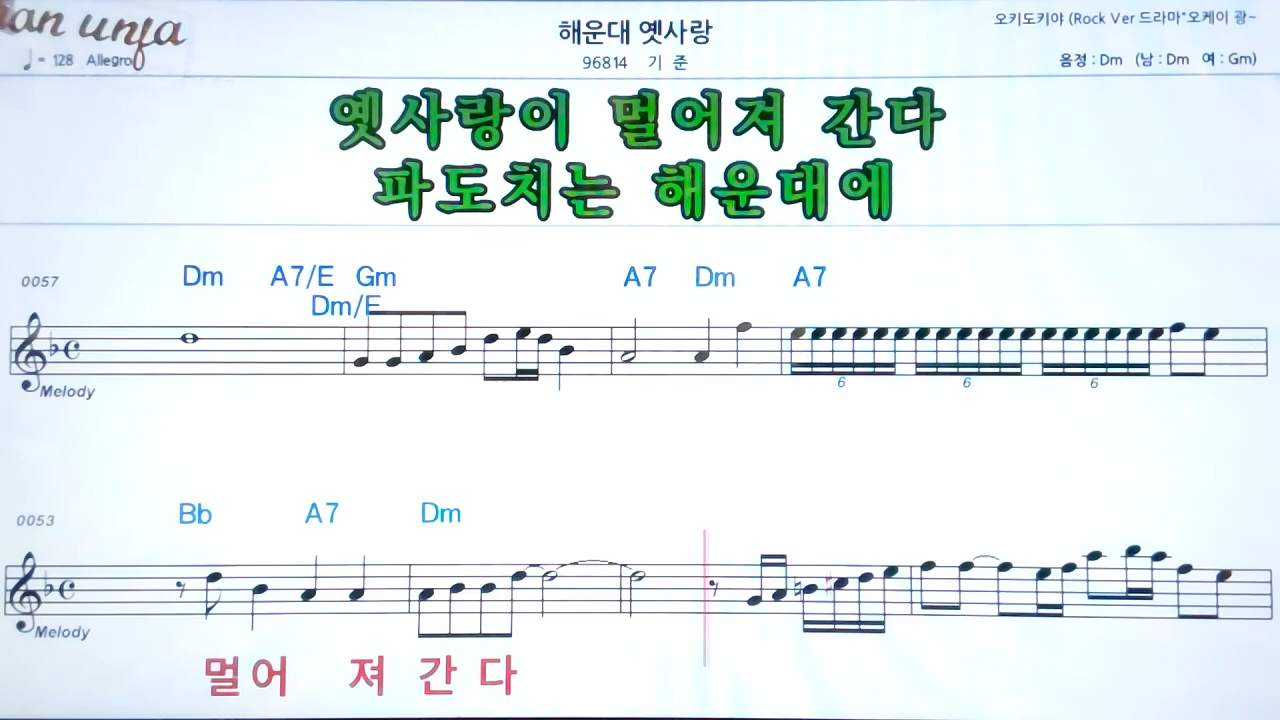 해운대 옛사랑
오키도키야 (Rock Ver 드라마"오케이 광~
♩= 128 Allegro
96814 기 준
음정 : Dm (남 : Dm 여 : Gm)
옛사랑이 멀어져 간다
파도치는 해운대에
0057 Dm A7/E Gm A7 Dm A7
Dm/E
Melody 6 6 6
0053 Bb A7 Dm
Melody
멀어 져 간 다